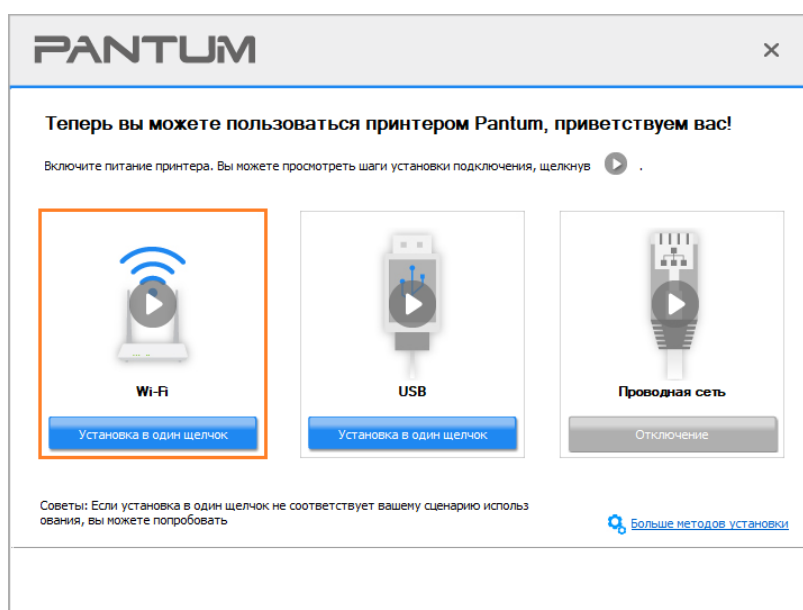 PANTUM
Теперь вы можете пользоваться принтером Pantum, приветствуем вас!
Включите питание принтера. Вы можете просмотреть шаги установки подключения, щелкнув .
Wi-Fi
USB
Проводная сеть
Установка в один щелчок
Установка в один щелчок
Отключение
Советы: Если установка в один щелчок не соответствует вашему сценарию использ
ования, вы можете попробовать
Больше методов установки